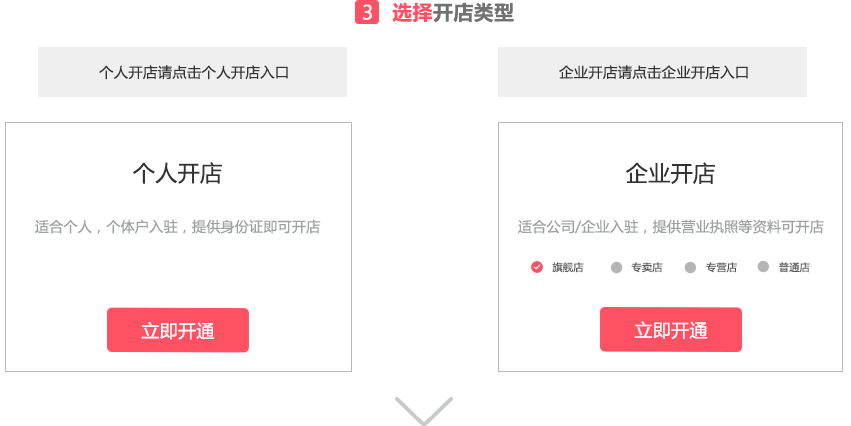 3 选择开店类型
个人开店请点击个人开店入口
企业开店请点击企业开店入口
个人开店
适合个人，个体户入驻，提供身份证即可开店
立即开通
企业开店
适合公司/企业入驻，提供营业执照等资料可开店
旗舰店 专卖店 专营店 普通店
立即开通